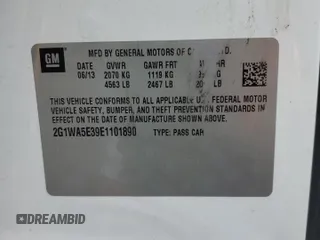 GM
MFD BY GENERAL MOTORS OF C
DATE GVWR GAWR FRT
06/13 2070 KG 1119 KG
4563 LB 2467 LB
THIS VEHICLE CONFORMS TO ALL APPLICABLE U.S. FEDERAL MOTOR
VEHICLE SAFETY, BUMPER, AND THEFT PREVENTION STANDARDS
IN EFFECT ON THE DATE OF MANUFACTURE SHOWN ABOVE.
2G1WA5E39E1101890 TYPE: PASS CAR
DREAMBID